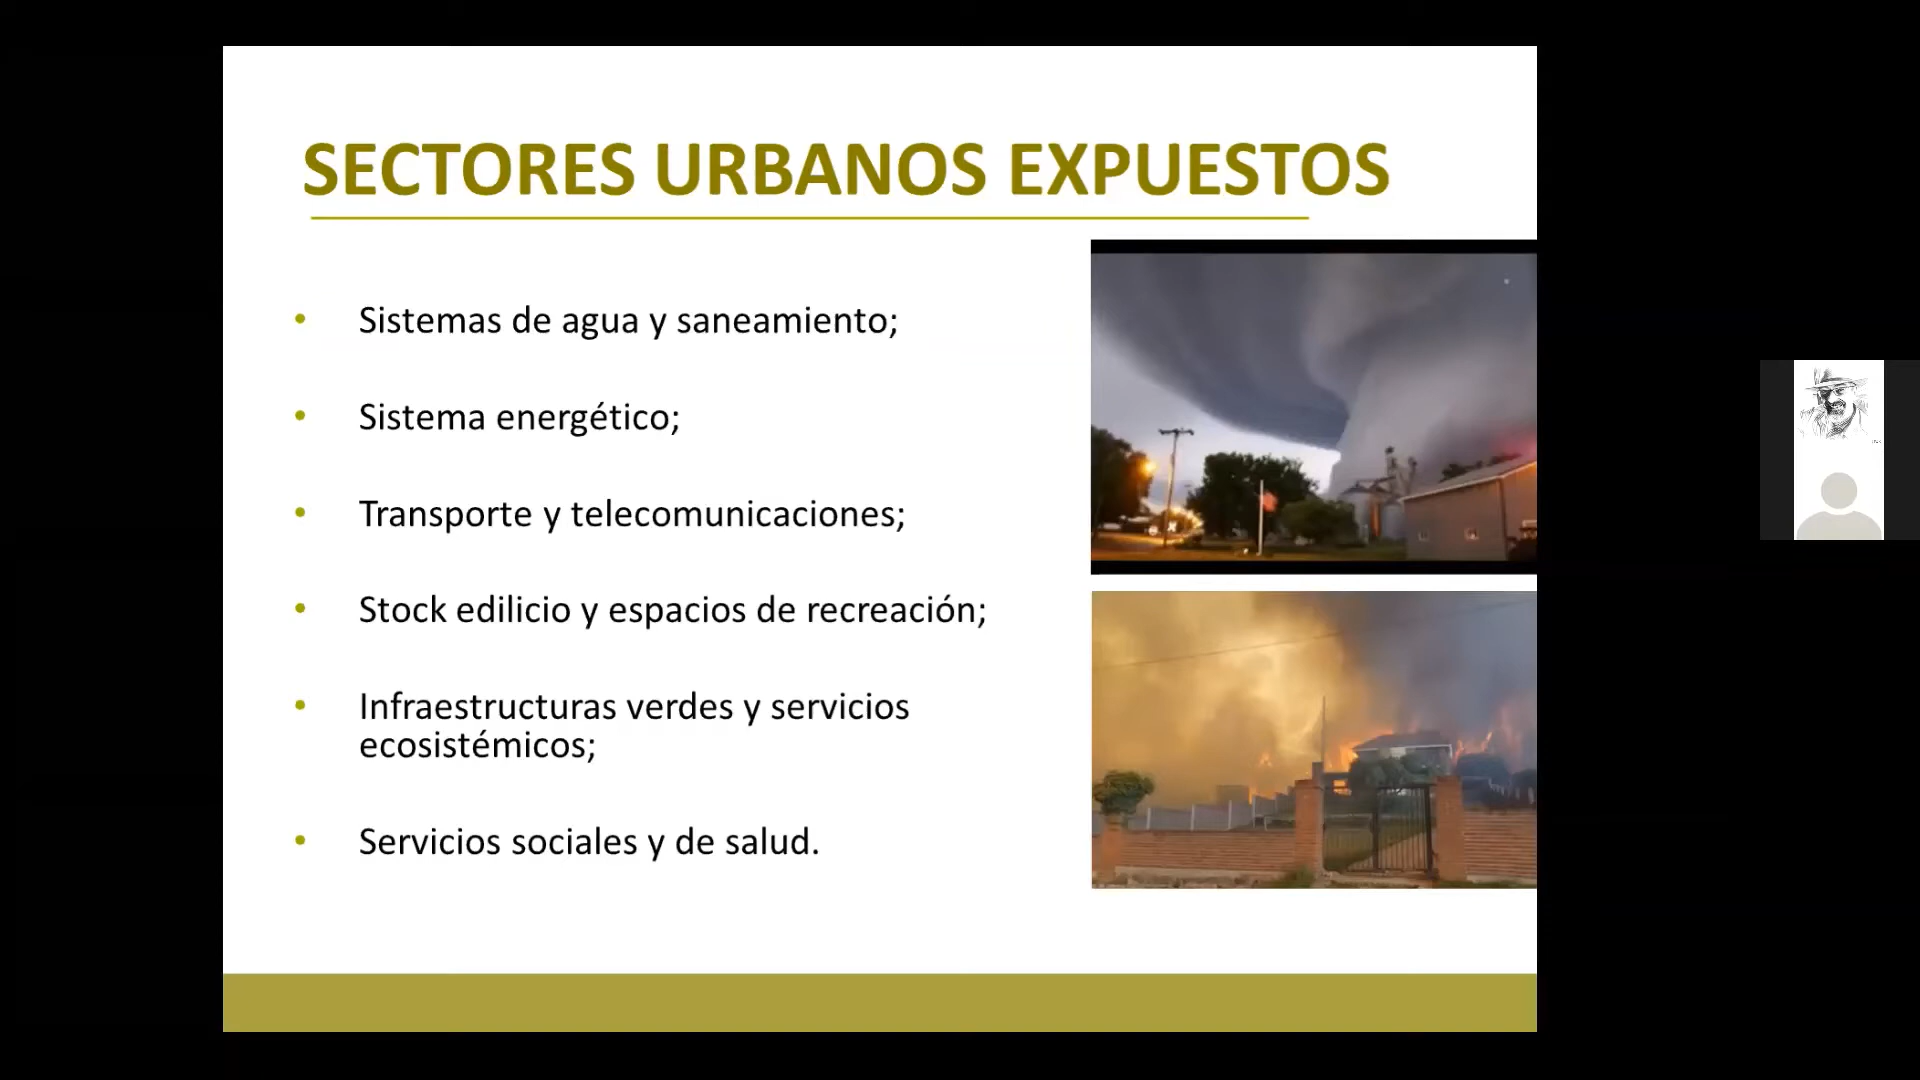 SECTORES URBANOS EXPUESTOS
• Sistemas de agua y saneamiento;
• Sistema energético;
• Transporte y telecomunicaciones;
• Stock edilicio y espacios de recreación;
• Infraestructuras verdes y servicios
ecosistémicos;
• Servicios sociales y de salud.